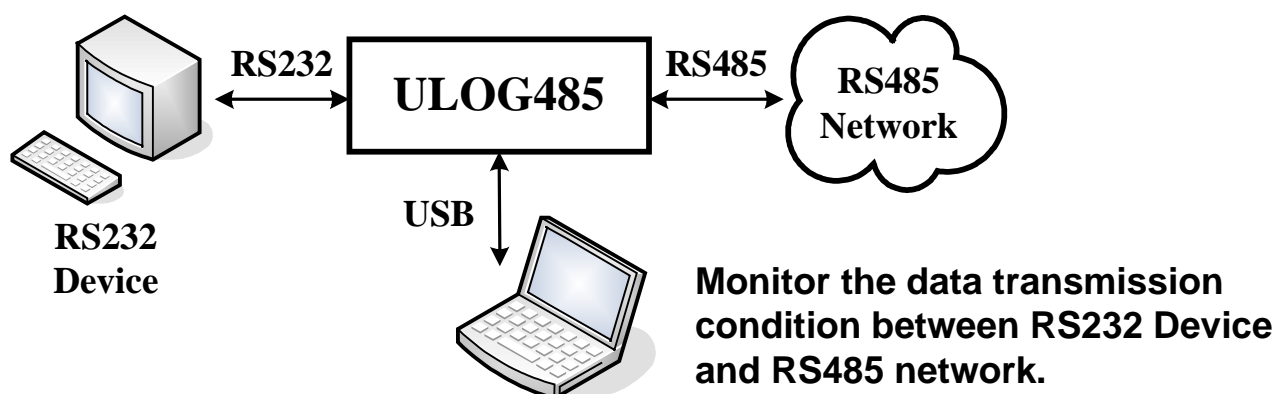 RS232
ULOG485
RS485
RS485
Network
USB
RS232
Device
Monitor the data transmission
condition between RS232 Device
and RS485 network.